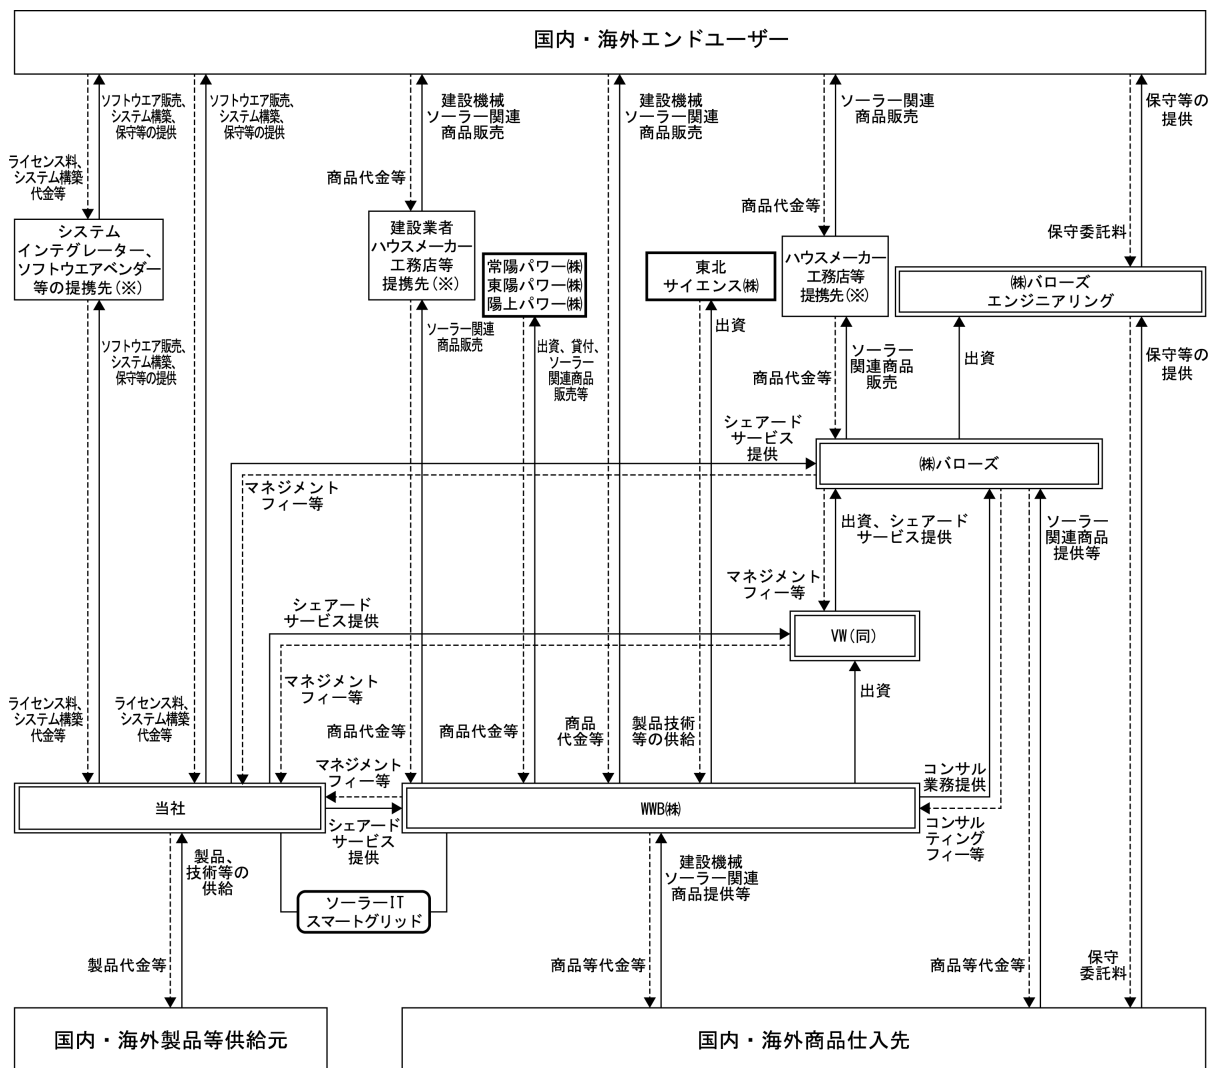 国内・海外エンドユーザー
ソフトウエア販売、
システム構築、
保守等の提供
ソフトウエア販売、
システム構築、
保守等の提供
建設機械
ソーラー関連
商品販売
建設機械
ソーラー関連
商品販売
ソーラー関連
商品販売
保守等の
提供
ライセンス料、
システム構築
代金等
商品代金等
商品代金等
保守委託料
システム
インテグレーター、
ソフトウエアベンダー
等の提携先(※)
建設業者
ハウスメーカー
工務店等
提携先(※)
常陽パワー㈱
東陽パワー㈱
陽上パワー㈱
東北
サイエンス㈱
ハウスメーカー
工務店等
提携先(※)
㈱バローズ
エンジニアリング
ソフトウエア販売、
システム構築、
保守等の提供
ソーラー関連
商品販売
出資、貸付、
ソーラー
関連商品
販売等
出資
商品代金等
ソーラー
関連商品
販売
出資
保守等の
提供
シェアード
サービス
提供
㈱バローズ
マネジメント
フィー等
出資、シェアード
サービス提供
ソーラー
関連商品
提供等
マネジメント
フィー等
シェアード
サービス提供
VW(同)
マネジメント
フィー等
出資
ライセンス料、
システム構築
代金等
ライセンス料、
システム構築
代金等
商品代金等
商品代金等
商品
代金等
製品技術
等の供給
マネジメント
フィー等
コンサル
業務提供
当社
WWB㈱
シェアード
サービス
提供
コンサル
ティング
フィー等
製品、
技術等の
供給
建設機械
ソーラー関連
商品提供等
ソーラーIT
スマートグリッド
製品代金等
商品等代金等
商品等代金等
保守
委託料
国内・海外製品等供給元
国内・海外商品仕入先